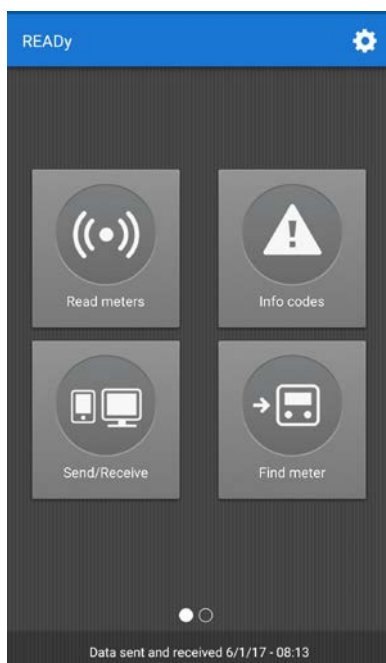 READy
Read meters
Info codes
Send/Receive
Find meter
Data sent and received 6/1/17 - 08:13